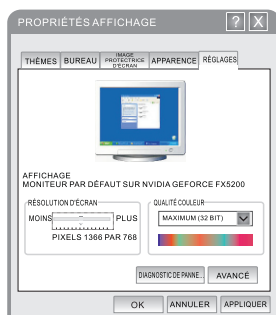 PROPRIÉTÉS AFFICHAGE
? X
THÈMES
BUREAU
IMAGE
PROTECTRICE
D'ÉCRAN
APPARENCE
RÉGLAGES
AFFICHAGE
MONITEUR PAR DÉFAUT SUR NVIDIA GEFORCE FX5200
RÉSOLUTION D'ÉCRAN
MOINS
PLUS
PIXELS 1366 PAR 768
QUALITÉ COULEUR
MAXIMUM (32 BIT)
DIAGNOSTIC DE PANNE...
AVANCÉ
OK
ANNULER
APPLIQUER